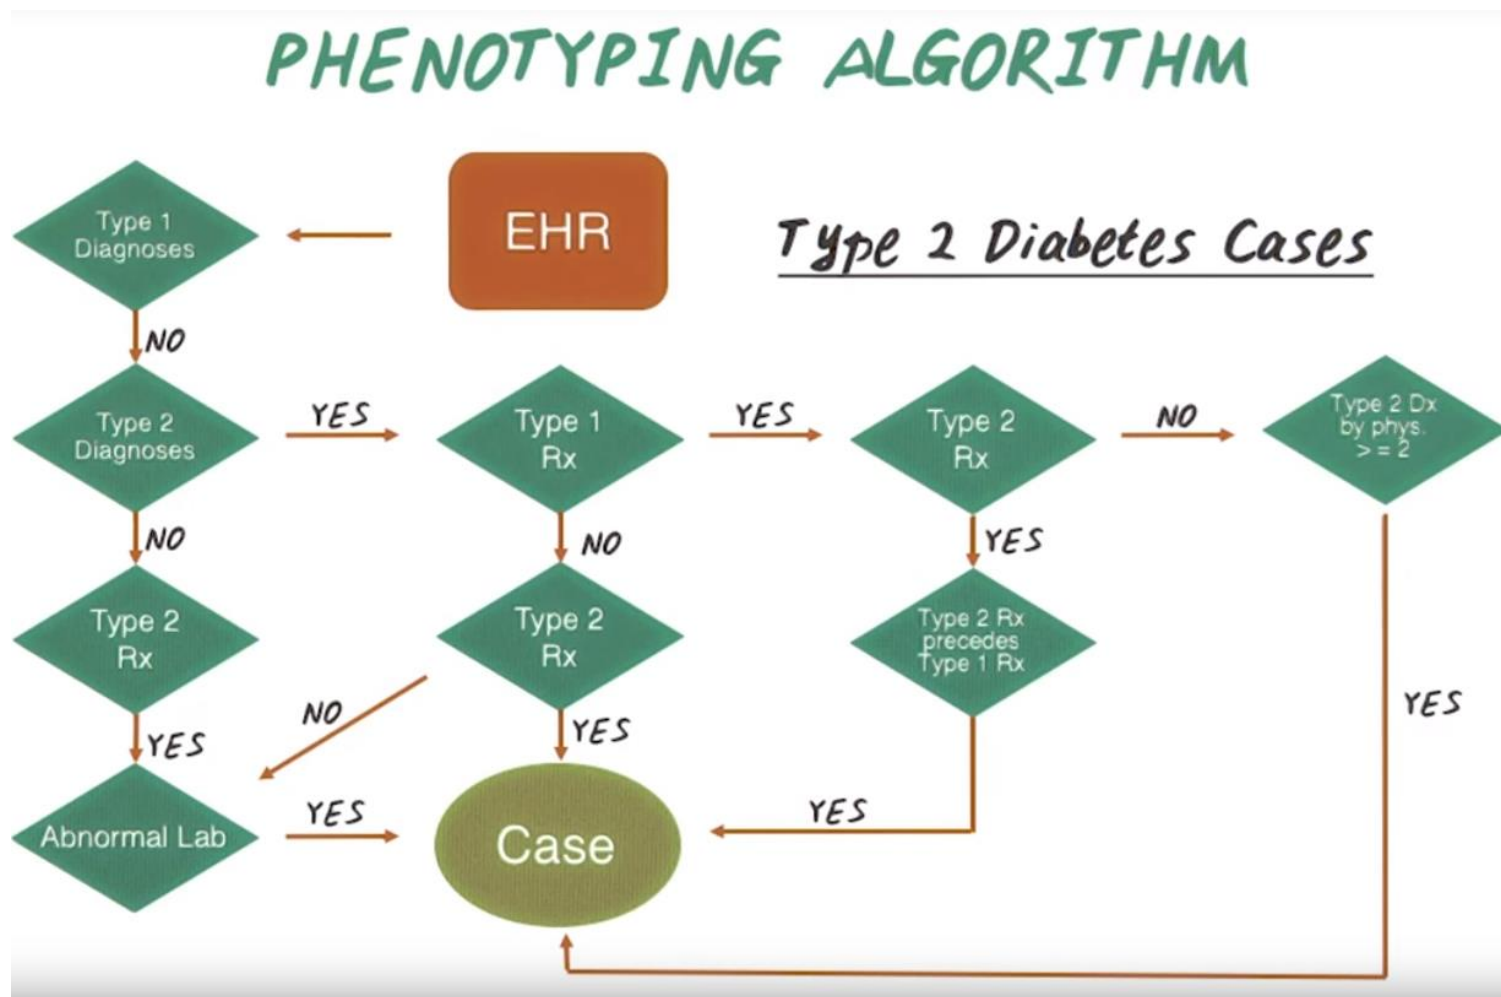 PHENOTYPING ALGORITHM
EHR
Type 2 Diabetes Cases
Type 1
Diagnoses
NO
Type 2
Diagnoses
YES
Type 1
Rx
YES
Type 2
Rx
NO
Type 2 Dx
by phys.
> = 2
NO
NO
YES
Type 2
Rx
Type 2
Rx
Type 2 Rx
precedes
Type 1 Rx
YES
NO
YES
YES
Abnormal Lab
YES
Case
YES